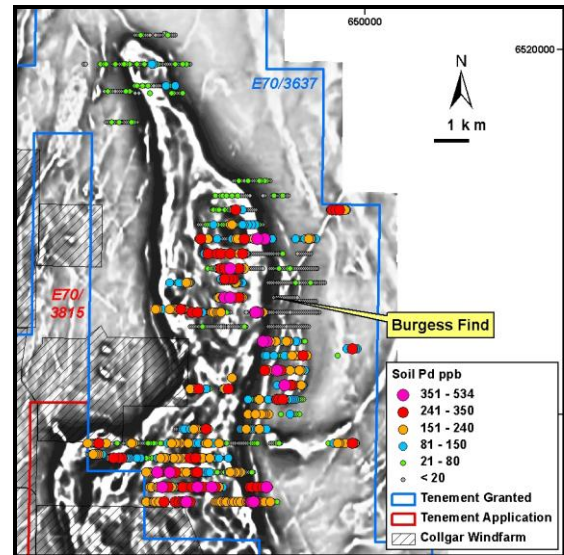 650000
6520000
E70/3637
N
1 km
E70/
3815
Burgess Find
Soil Pd ppb
351 - 534
241 - 350
151 - 240
81 - 150
21 - 80
< 20
Tenement Granted
Tenement Application
Collgar Windfarm